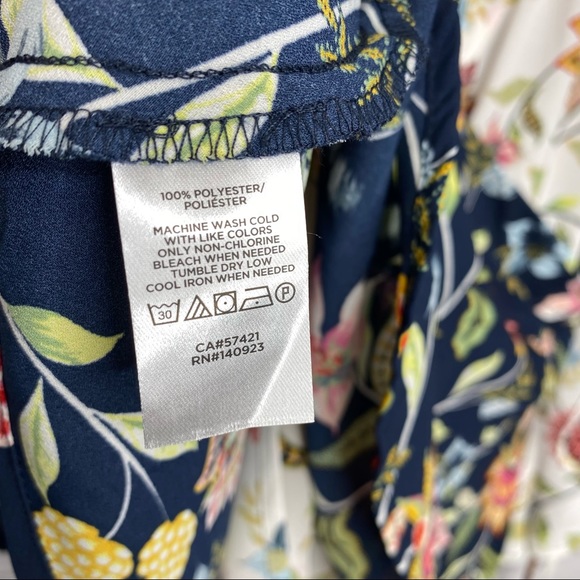 100% POLYESTER/
POLIÉSTER
MACHINE WASH COLD
WITH LIKE COLORS
ONLY NON-CHLORINE
BLEACH WHEN NEEDED
TUMBLE DRY LOW
COOL IRON WHEN NEEDED
30 P
CA#57421
RN#140923